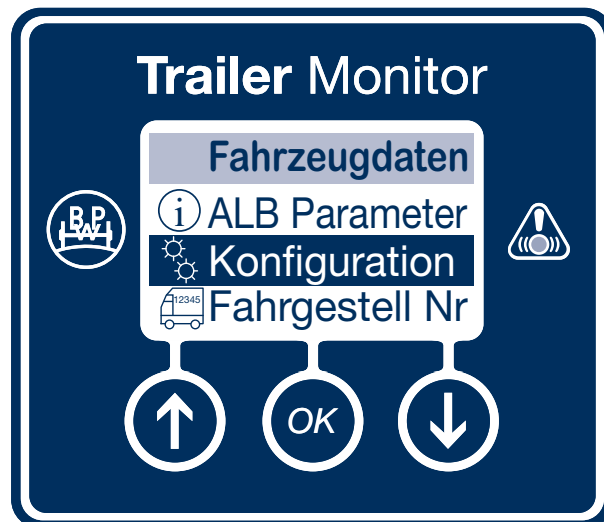 Trailer Monitor
Fahrzeugdaten
i ALB Parameter
Konfiguration
12345 Fahrgestell Nr
BPW
OK